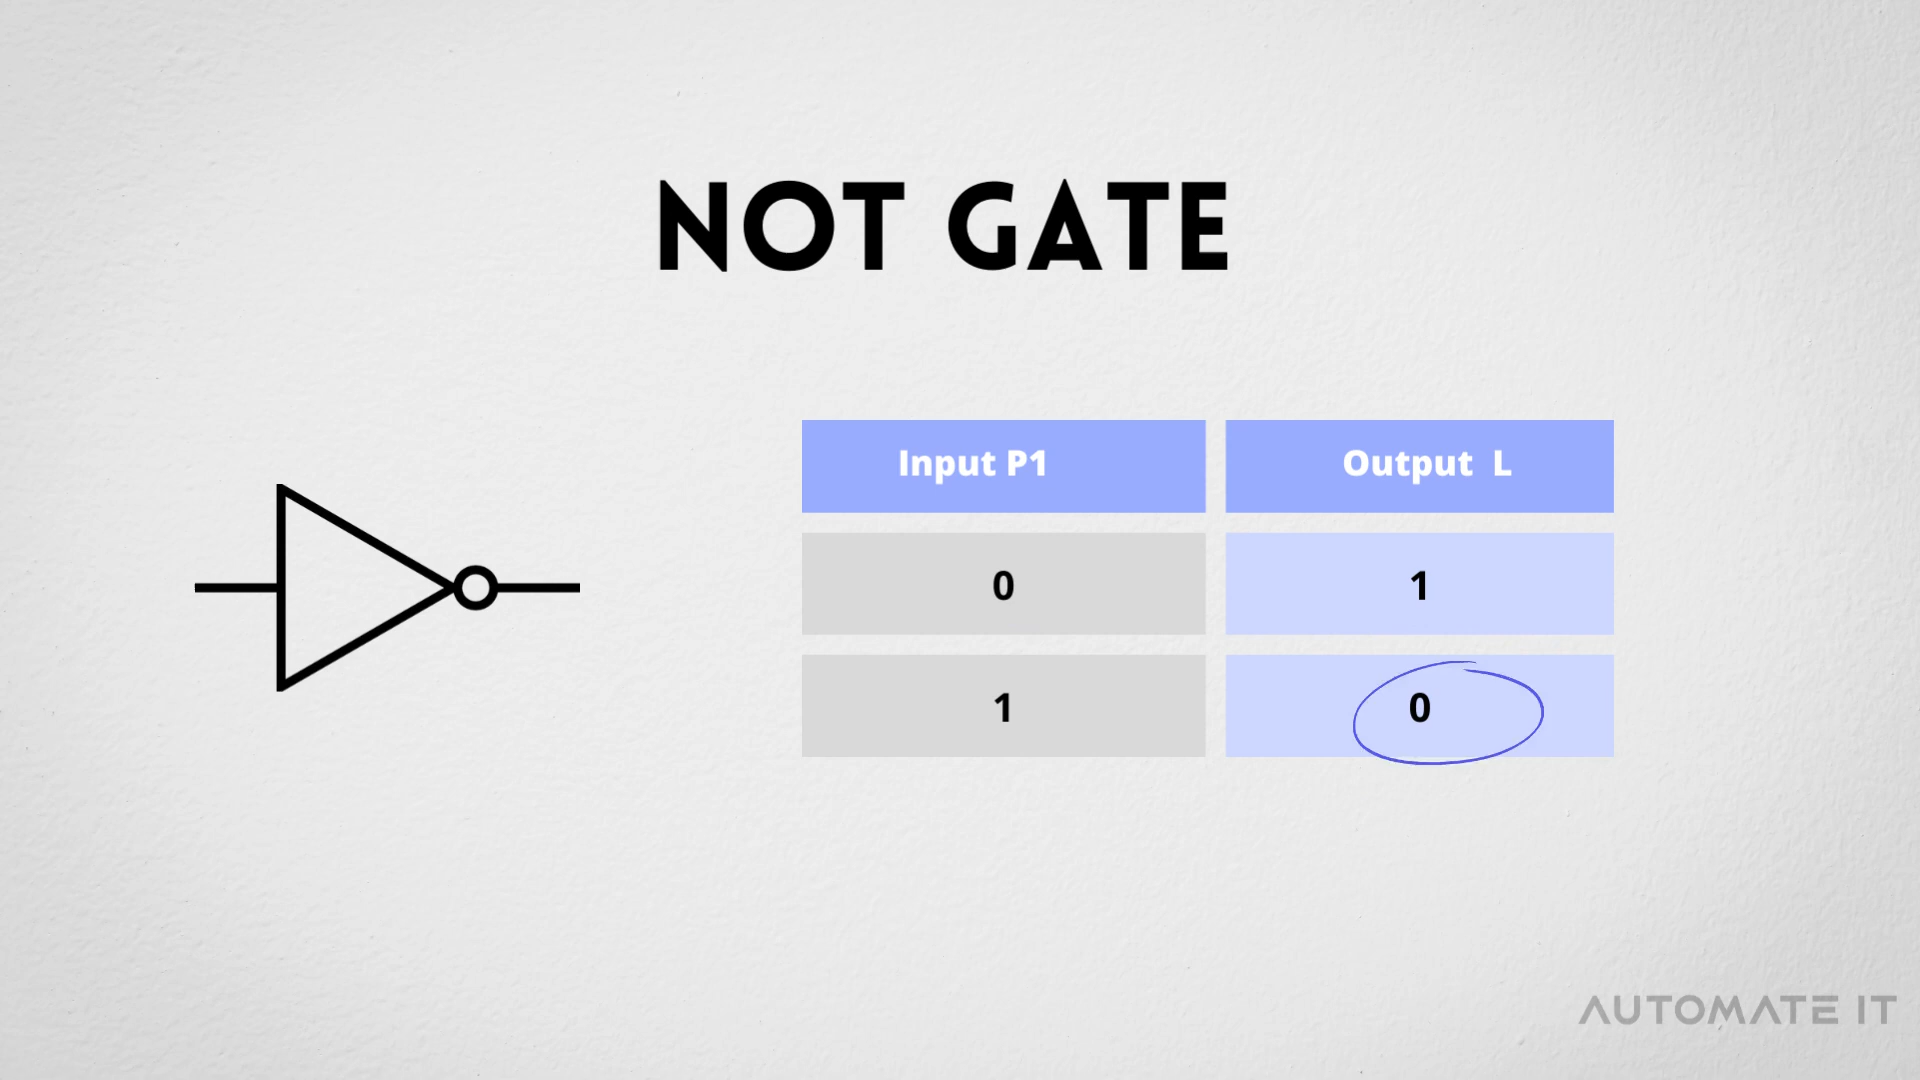 NOT GATE
Input P1 Output L
0 1
1 0
AUTOMATE IT